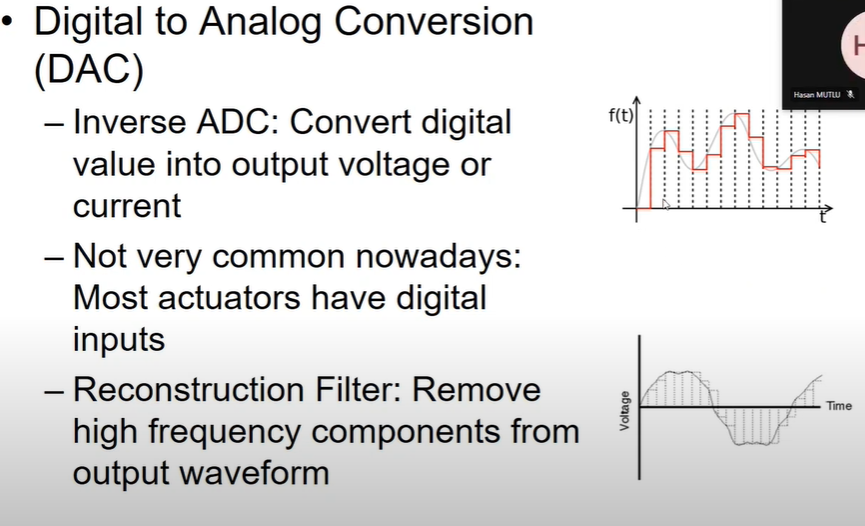 • Digital to Analog Conversion
(DAC)
– Inverse ADC: Convert digital
value into output voltage or
current
– Not very common nowadays:
Most actuators have digital
inputs
– Reconstruction Filter: Remove
high frequency components from
output waveform
H
Hasan MUTLU
f(t)
t
Voltage
Time